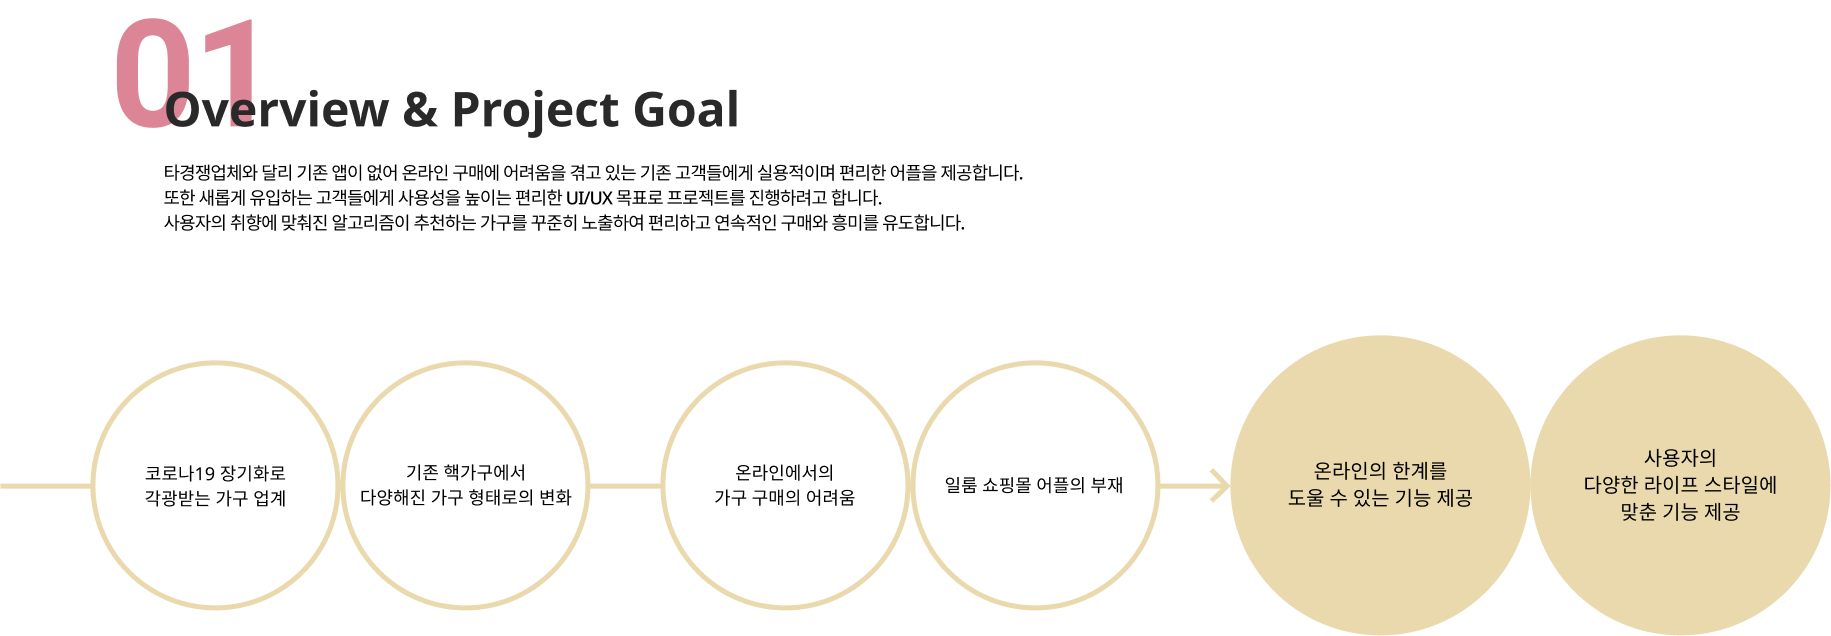 01
Overview & Project Goal
타경쟁업체와 달리 기존 앱이 없어 온라인 구매에 어려움을 겪고 있는 기존 고객들에게 실용적이며 편리한 어플을 제공합니다.
또한 새롭게 유입하는 고객들에게 사용성을 높이는 편리한 UI/UX 목표로 프로젝트를 진행하려고 합니다.
사용자의 취향에 맞춰진 알고리즘이 추천하는 가구를 꾸준히 노출하여 편리하고 연속적인 구매와 흥미를 유도합니다.
코로나19 장기화로
각광받는 가구 업계
기존 핵가구에서
다양해진 가구 형태로의 변화
온라인에서의
가구 구매의 어려움
일룸 쇼핑몰 어플의 부재
온라인의 한계를
도울 수 있는 기능 제공
사용자의
다양한 라이프 스타일에
맞춘 기능 제공